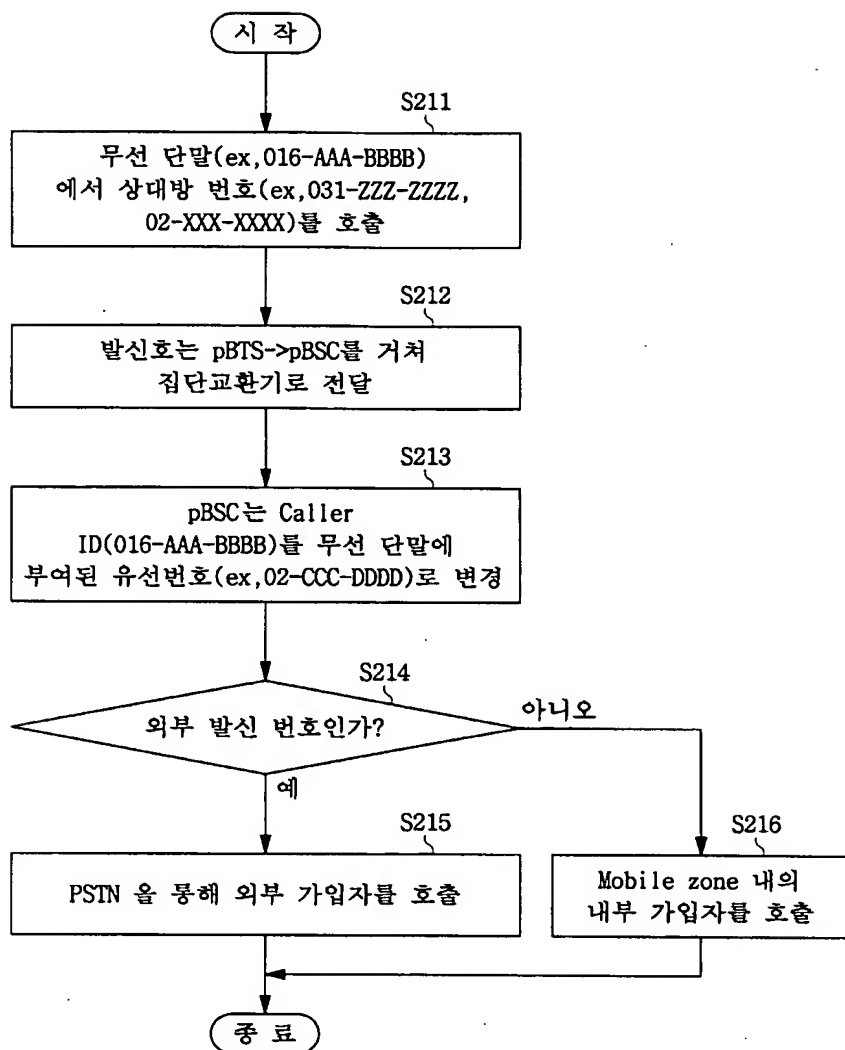 시 작
S211
무선 단말(ex,016-AAA-BBBB)
에서 상대방 번호(ex,031-ZZZ-ZZZZ,
02-XXX-XXXX)를 호출
S212
발신호는 pBTS->pBSC를 거쳐
집단교환기로 전달
S213
pBSC는 Caller
ID(016-AAA-BBBB)를 무선 단말에
부여된 유선번호(ex,02-CCC-DDDD)로 변경
S214
외부 발신 번호인가?
아니오
예
S215
PSTN 을 통해 외부 가입자를 호출
S216
Mobile zone 내의
내부 가입자를 호출
종 료